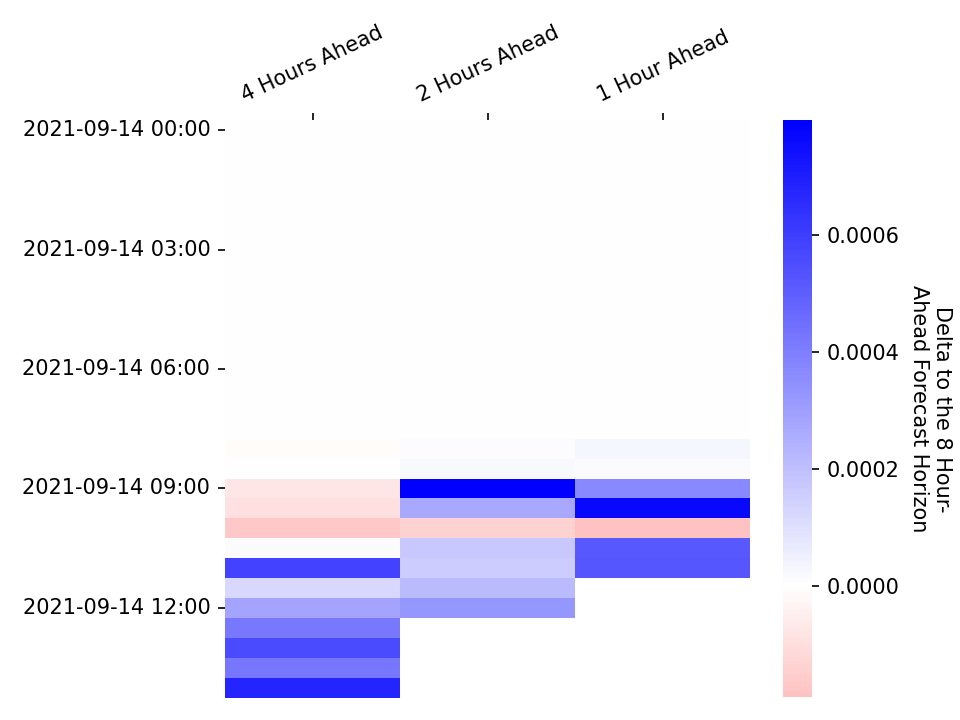 4 Hours Ahead
2 Hours Ahead
1 Hour Ahead
2021-09-14 00:00
2021-09-14 03:00
2021-09-14 06:00
2021-09-14 09:00
2021-09-14 12:00
0.0006
0.0004
0.0002
0.0000
Delta to the 8 Hour-
Ahead Forecast Horizon